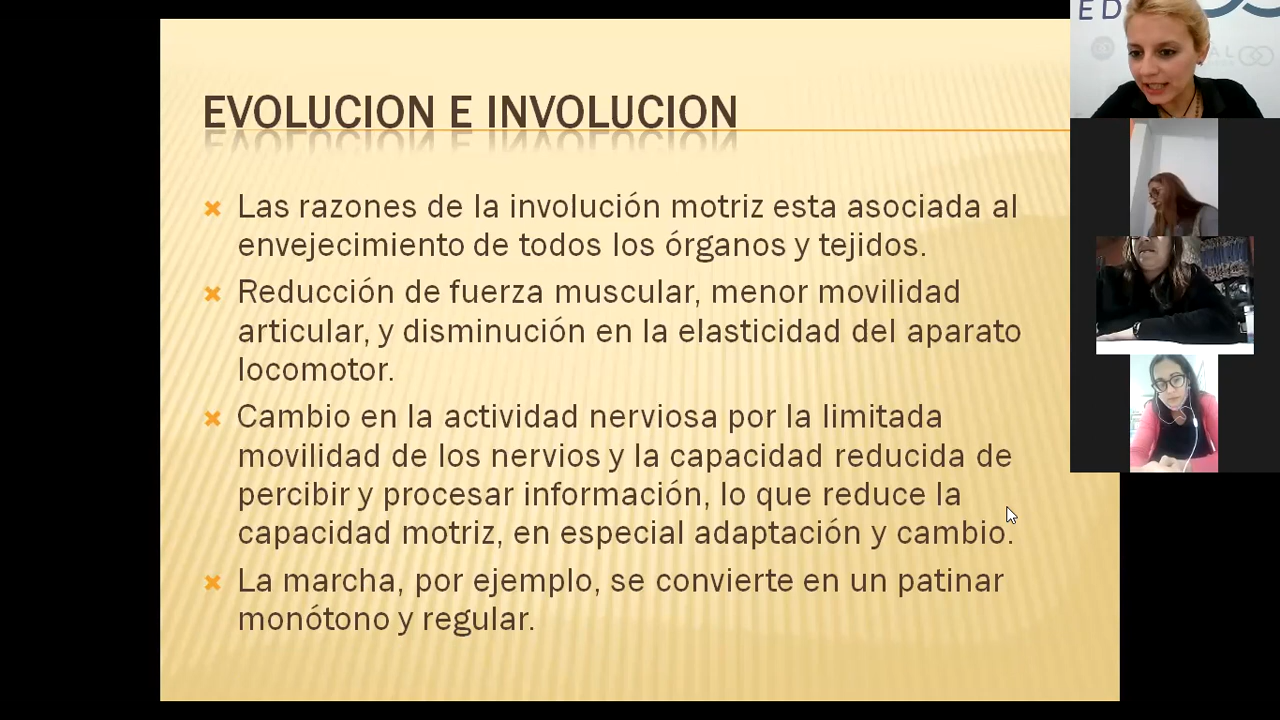 EVOLUCION E INVOLUCION
Las razones de la involución motriz esta asociada al
envejecimiento de todos los órganos y tejidos.
Reducción de fuerza muscular, menor movilidad
articular, y disminución en la elasticidad del aparato
locomotor.
Cambio en la actividad nerviosa por la limitada
movilidad de los nervios y la capacidad reducida de
percibir y procesar información, lo que reduce la
capacidad motriz, en especial adaptación y cambio.
La marcha, por ejemplo, se convierte en un patinar
monótono y regular.
ED